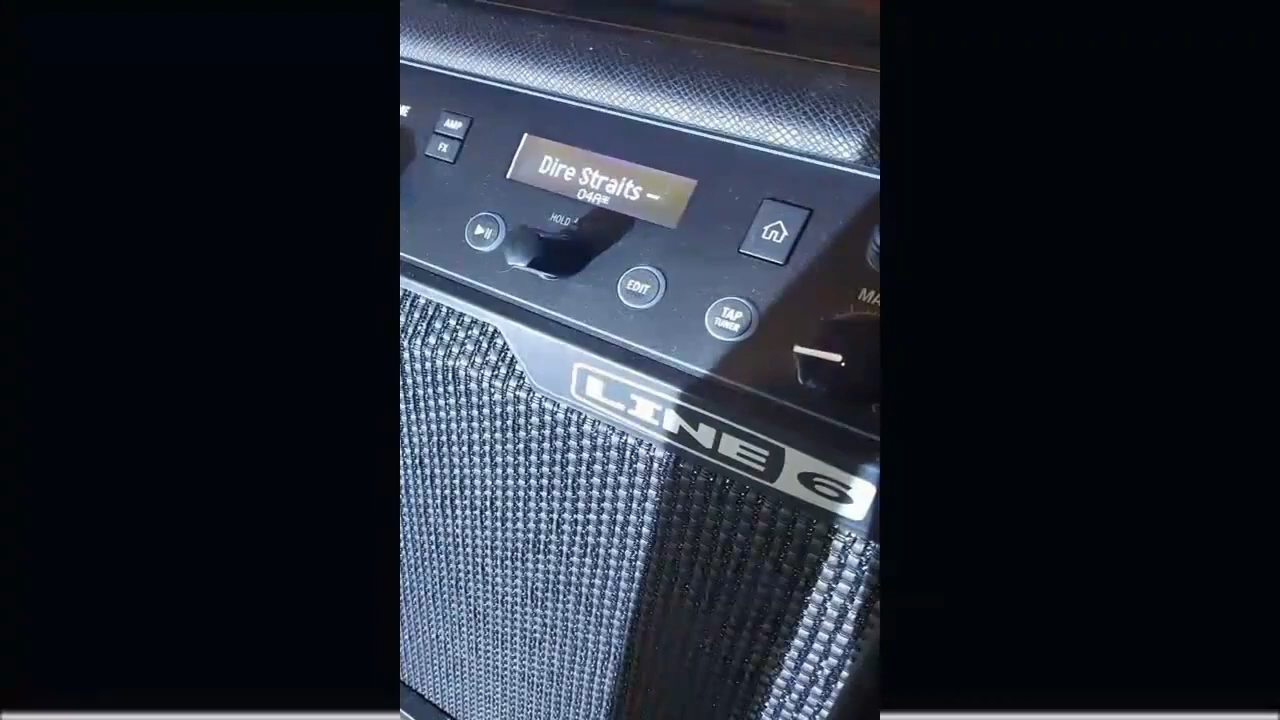 AMP
FX
Dire Straits –
04A
HOLD
EDIT
TAP
TUNER
LINE 6